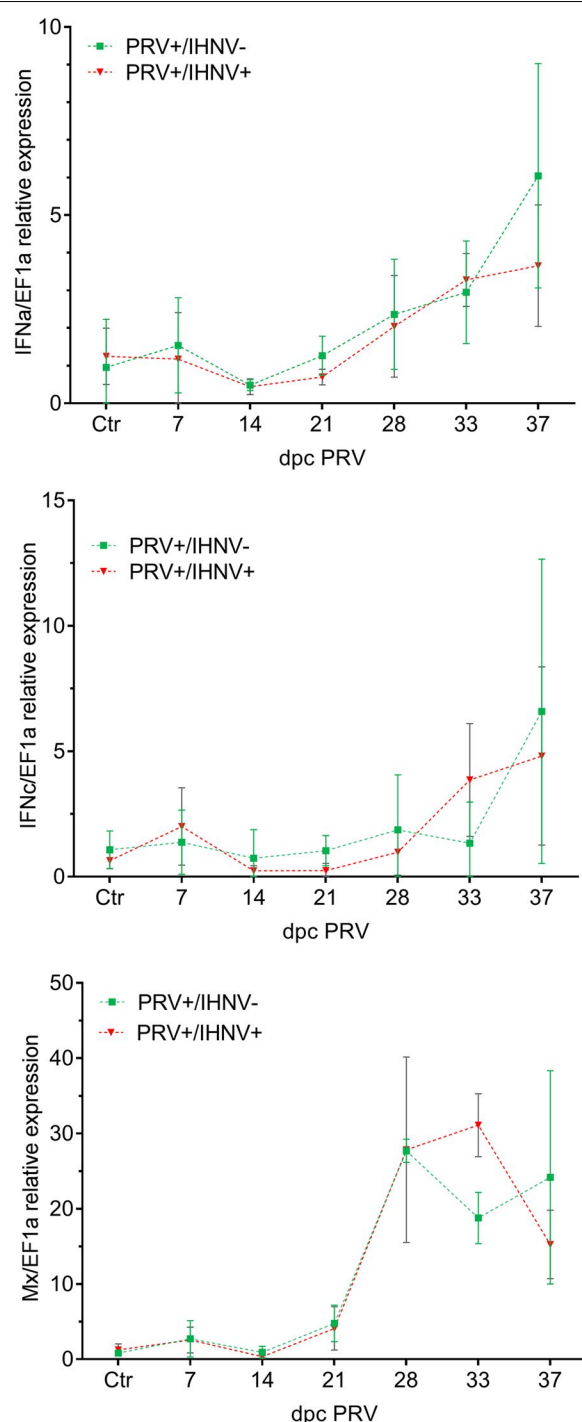 10
PRV+/IHNV-
PRV+/IHNV+
IFNa/EF1a relative expression
5
0
Ctr 7 14 21 28 33 37
dpc PRV
15
PRV+/IHNV-
PRV+/IHNV+
IFNc/EF1a relative expression
10
5
0
Ctr 7 14 21 28 33 37
dpc PRV
50
PRV+/IHNV-
PRV+/IHNV+
Mx/EF1a relative expression
40
30
20
10
0
Ctr 7 14 21 28 33 37
dpc PRV